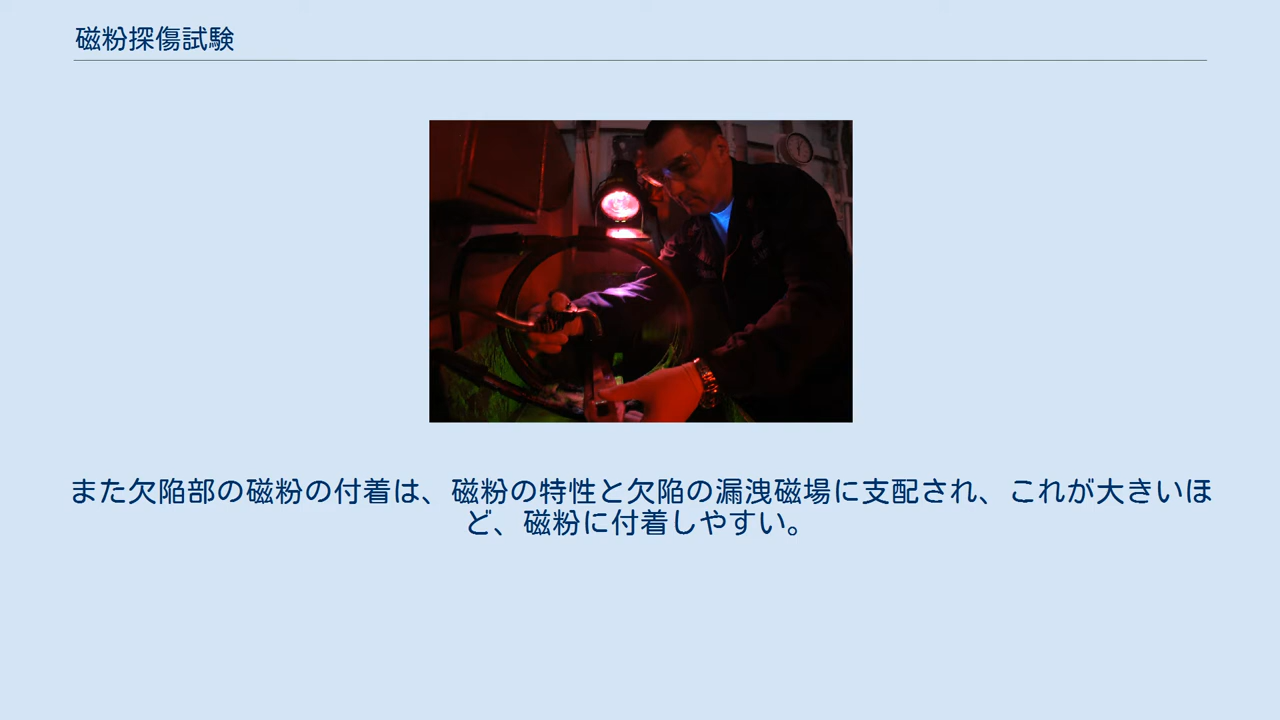 磁粉探傷試験
また欠陥部の磁粉の付着は、磁粉の特性と欠陥の漏洩磁場に支配され、これが大きいほ
ど、磁粉に付着しやすい。